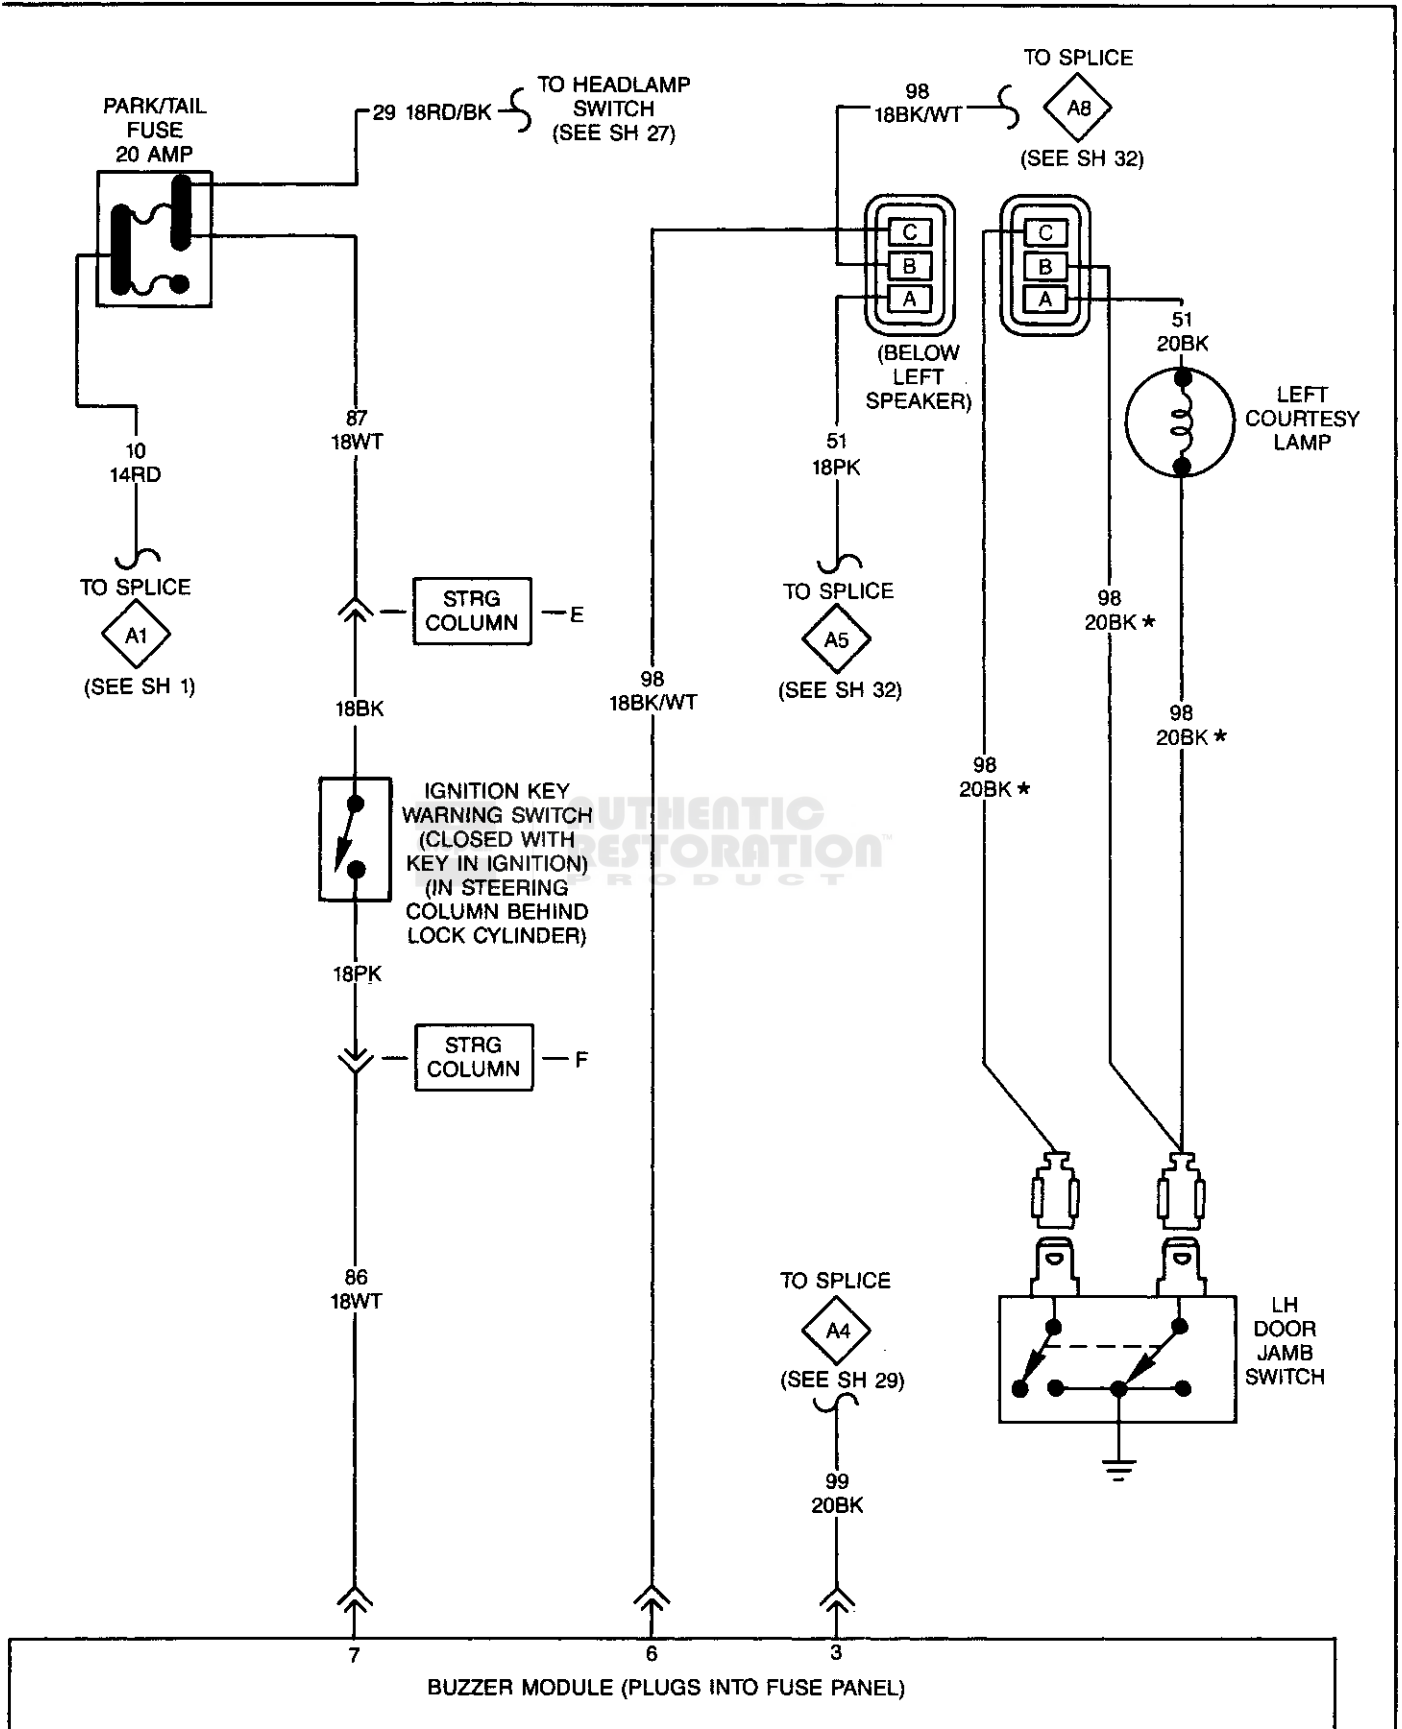 PARK/TAIL
FUSE
20 AMP
29 18RD/BK
TO HEADLAMP
SWITCH
(SEE SH 27)
98
18BK/WT
TO SPLICE
A8
(SEE SH 32)
C
B
A
(BELOW
LEFT
SPEAKER)
C
B
A
51
20BK
LEFT
COURTESY
LAMP
10
14RD
TO SPLICE
A1
(SEE SH 1)
87
18WT
STRG
COLUMN
E
18BK
IGNITION KEY
WARNING SWITCH
(CLOSED WITH
KEY IN IGNITION)
(IN STEERING
COLUMN BEHIND
LOCK CYLINDER)
18PK
STRG
COLUMN
F
86
18WT
98
18BK/WT
51
18PK
TO SPLICE
A5
(SEE SH 32)
98
20BK*
98
20BK*
98
20BK*
AUTHENTIC
RESTORATION™
PRODUCT
TO SPLICE
A4
(SEE SH 29)
99
20BK
LH
DOOR
JAMB
SWITCH
7
6
3
BUZZER MODULE (PLUGS INTO FUSE PANEL)